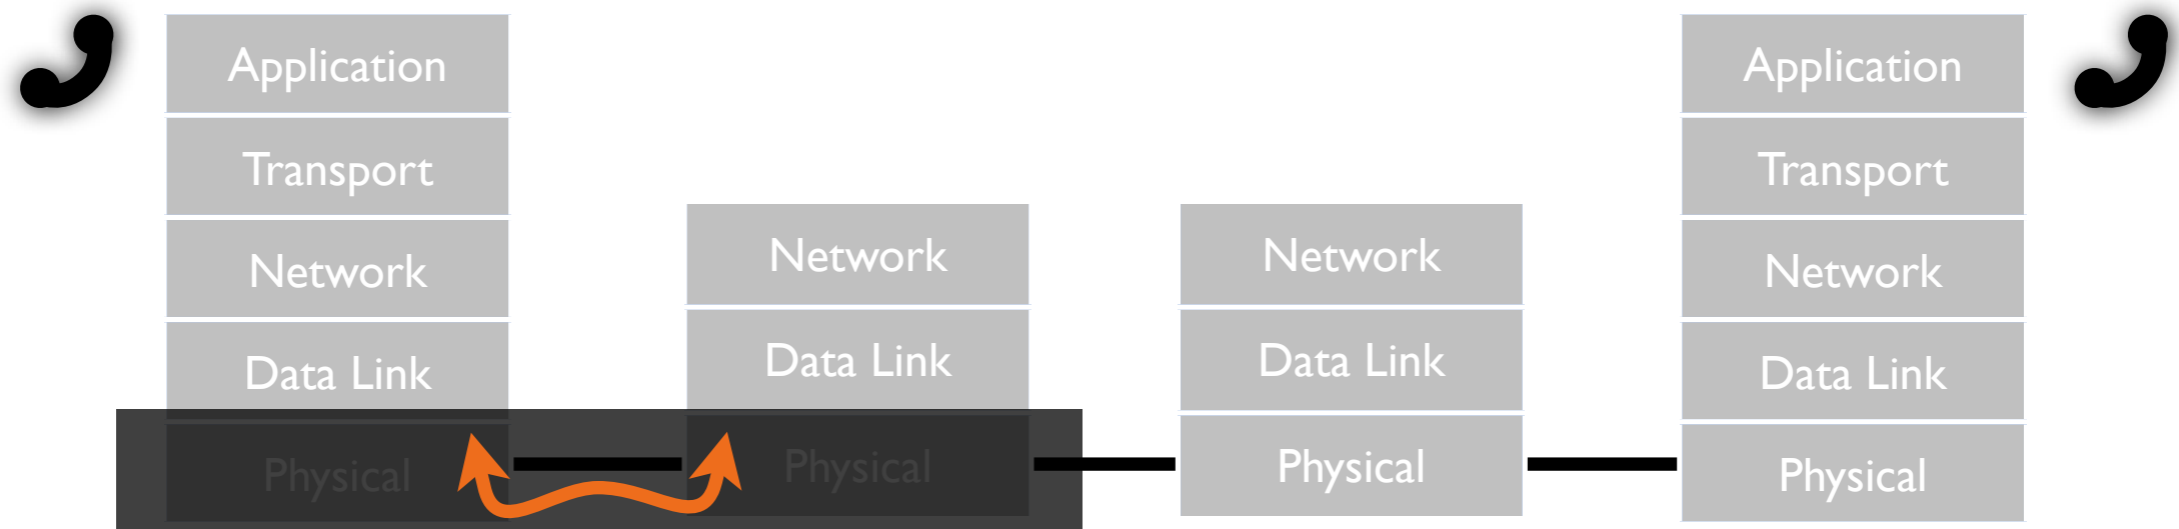 Application
Transport
Network
Data Link
Physical
Network
Data Link
Physical
Network
Data Link
Physical
Application
Transport
Network
Data Link
Physical